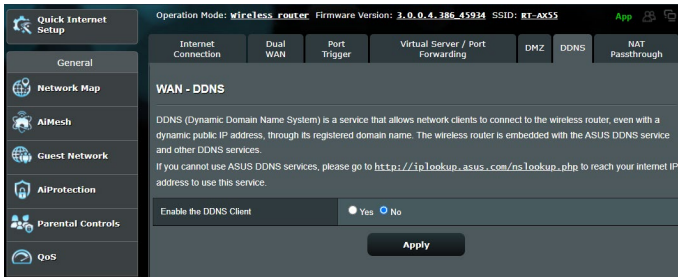 Quick Internet
Setup
General
Network Map
AiMesh
Guest Network
AiProtection
Parental Controls
QoS
Operation Mode: Wireless router Firmware Version: 3.0.0.4.386_45934 SSID: RT-AX55
App
Internet
Connection
Dual
WAN
Port
Trigger
Virtual Server / Port
Forwarding
DMZ
DDNS
NAT
Passthrough
WAN - DDNS
DDNS (Dynamic Domain Name System) is a service that allows network clients to connect to the wireless router, even with a
dynamic public IP address, through its registered domain name. The wireless router is embedded with the ASUS DDNS service
and other DDNS services.
If you cannot use ASUS DDNS services, please go to http://iplookup.asus.com/nslookup.php to reach your internet IP
address to use this service.
Enable the DDNS Client Yes No
Apply